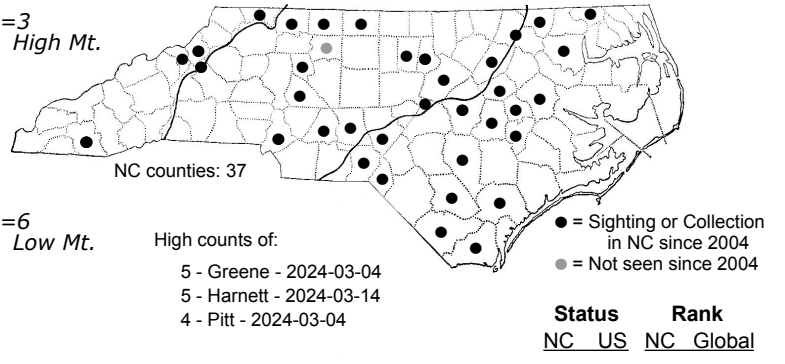 =3
High Mt.
NC counties: 37
=6
Low Mt.
High counts of:
5 - Greene - 2024-03-04
5 - Harnett - 2024-03-14
4 - Pitt - 2024-03-04
= Sighting or Collection
in NC since 2004
= Not seen since 2004
Status Rank
NC US NC Global